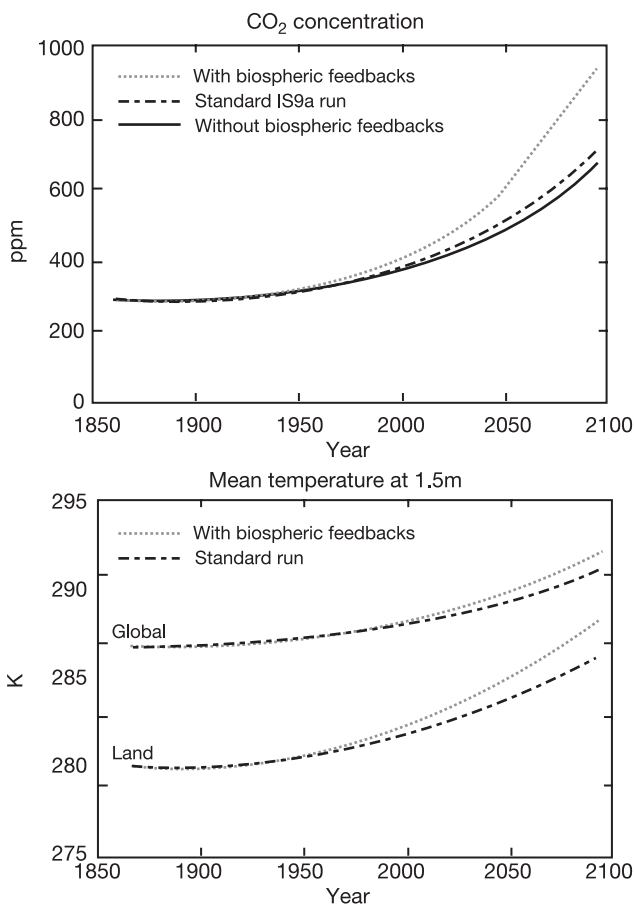 CO₂ concentration
1000
800
600
400
200
0
ppm
With biospheric feedbacks
Standard IS9a run
Without biospheric feedbacks
1850 1900 1950 2000 2050 2100
Year
Mean temperature at 1.5m
295
290
285
280
275
K
With biospheric feedbacks
Standard run
Global
Land
1850 1900 1950 2000 2050 2100
Year